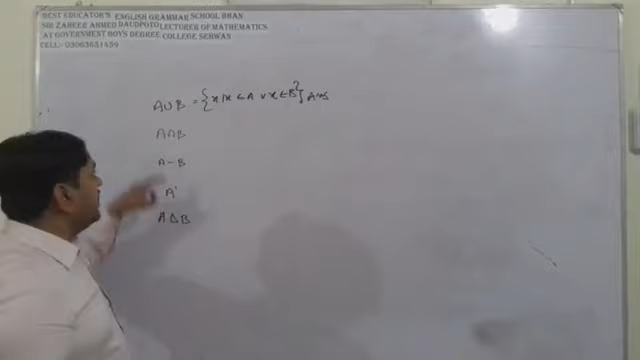 BEST EDUCATOR'S ENGLISH GRAMMAR SCHOOL BHAN
SIR ZAHEER AHMED DAUDPOTO LECTURER OF MATHEMATICS
AT GOVERNMENT BOYS DEGREE COLLEGE SEHWAN
CELL:- 03063651459
A∪B = {x/x ∈ A ∨ x ∈ B} Ans
A∩B
A-B
A'
A∆B